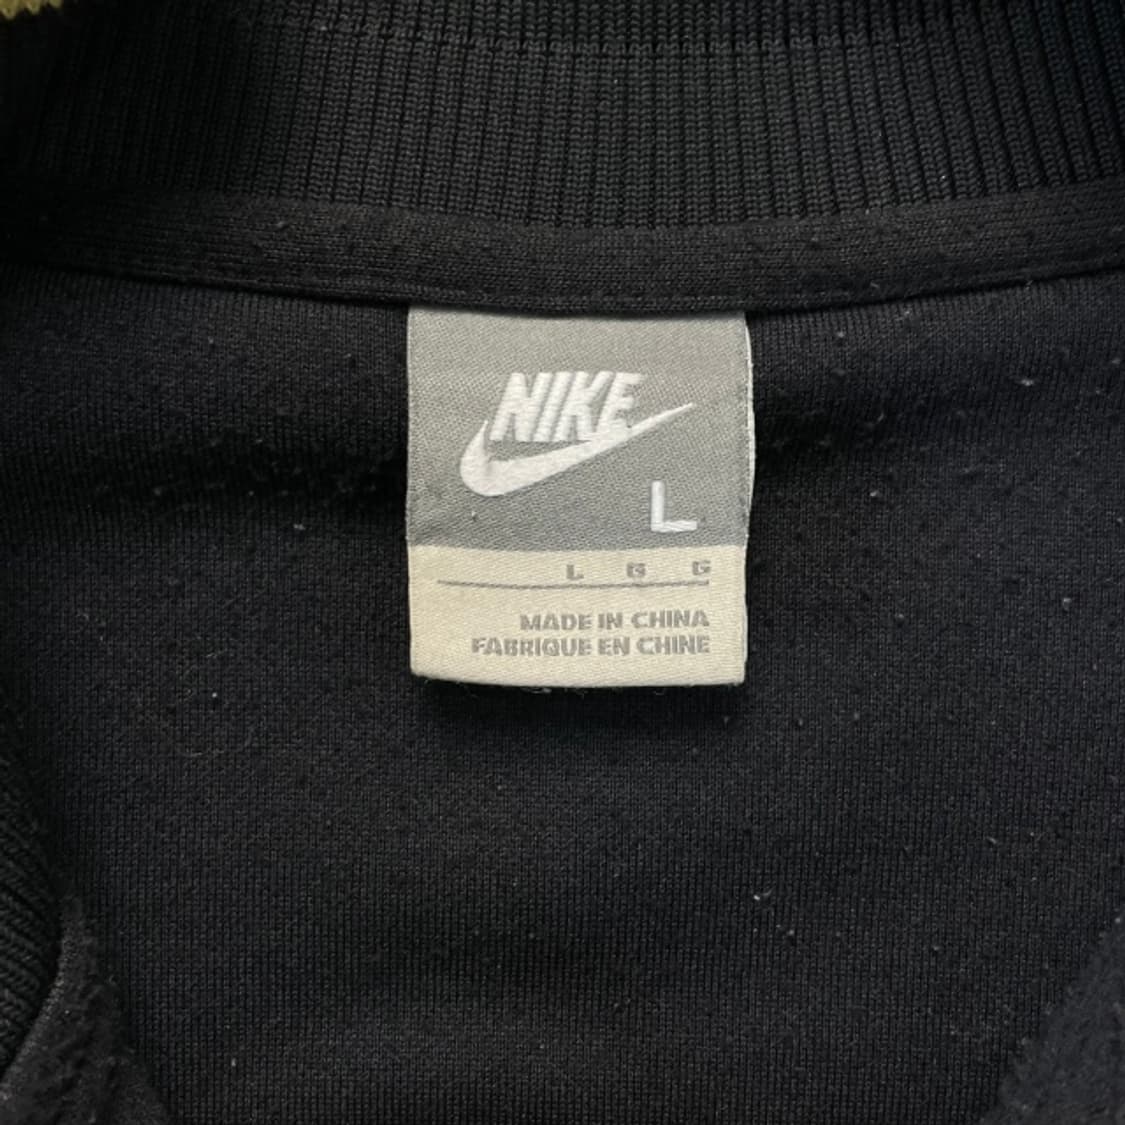 NIKE
L
L G G
MADE IN CHINA
FABRIQUE EN CHINE